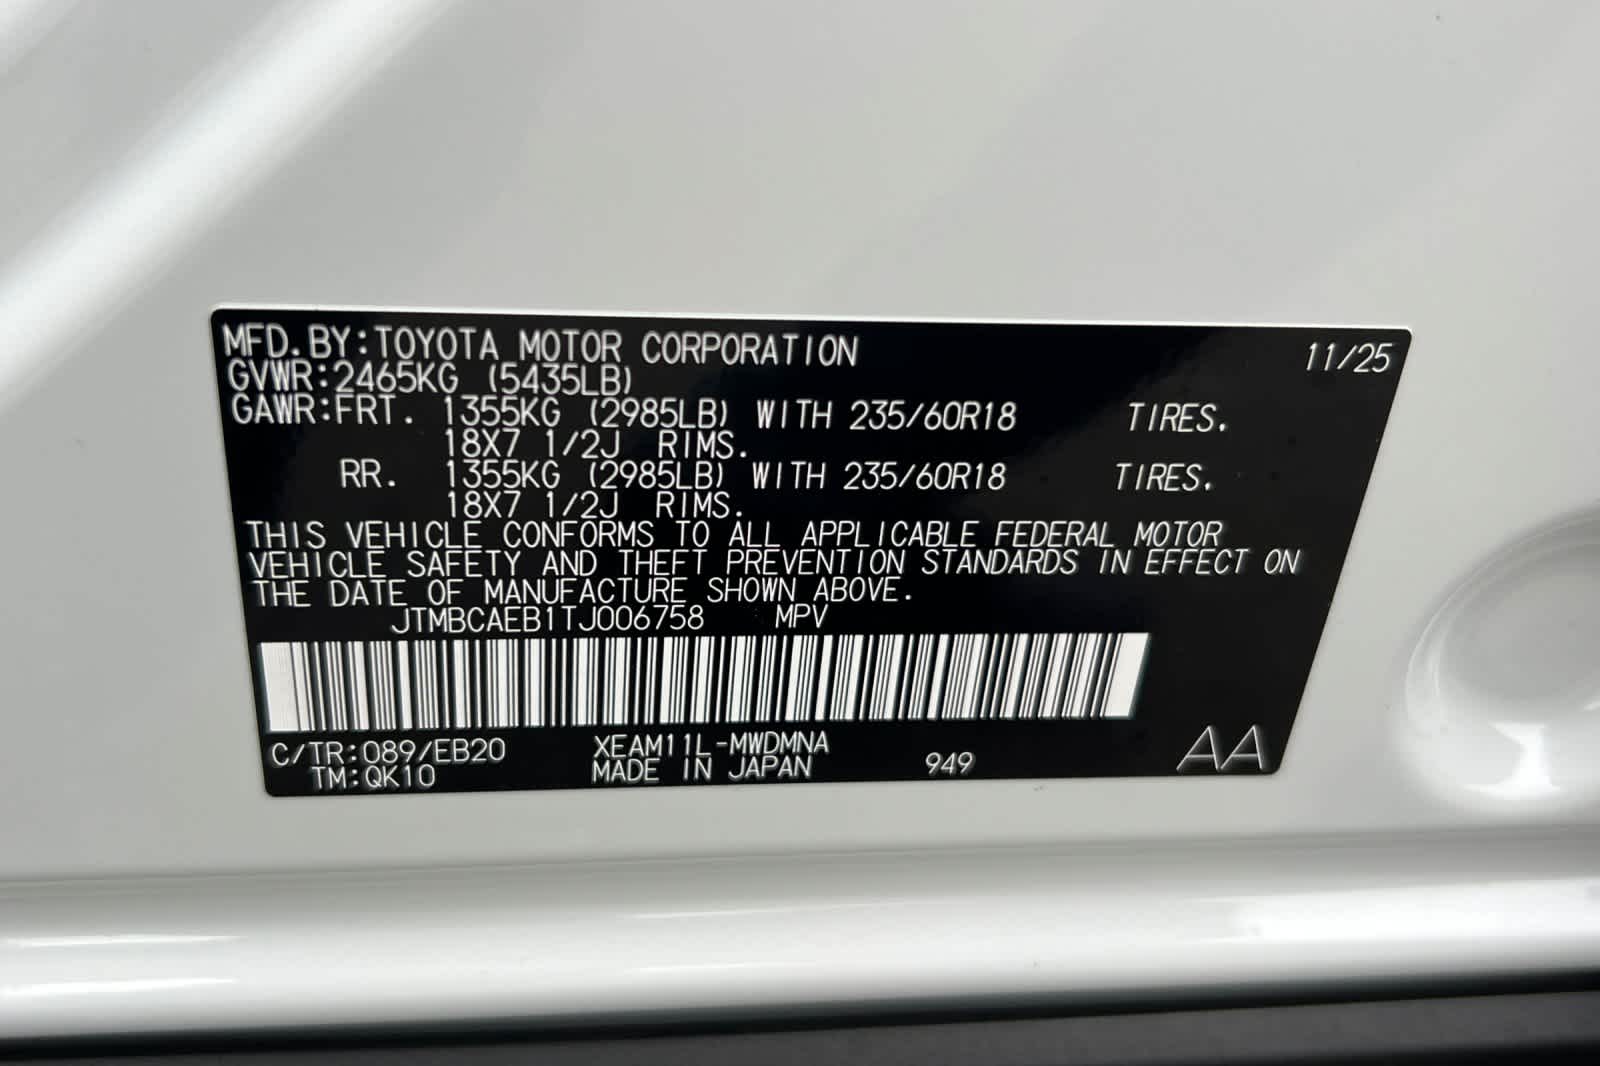 MFD.BY:TOYOTA MOTOR CORPORATION 11/25
GVWR:2465KG (5435LB)
GAWR:FRT. 1355KG (2985LB) WITH 235/60R18 TIRES.
18X7 1/2J RIMS.
RR. 1355KG (2985LB) WITH 235/60R18 TIRES.
18X7 1/2J RIMS.
THIS VEHICLE CONFORMS TO ALL APPLICABLE FEDERAL MOTOR
VEHICLE SAFETY AND THEFT PREVENTION STANDARDS IN EFFECT ON
THE DATE OF MANUFACTURE SHOWN ABOVE.
JTMBCAEB1TJ006758 MPV
C/TR:089/EB20 XEAM11L-MWDMNA
TM:QK10 MADE IN JAPAN 949 AA